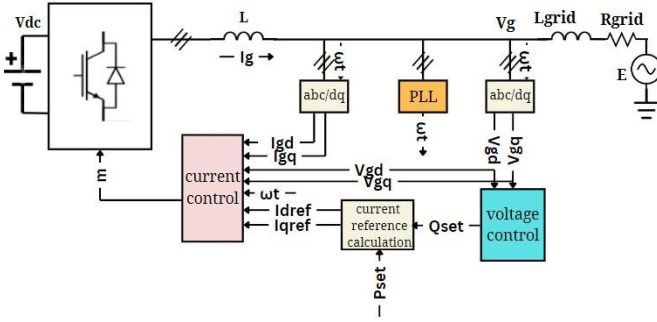 Vdc
L
Ig
Vg
Lgrid
Rgrid
E
ωt
ωt
abc/dq
PLL
abc/dq
ωt
Vgd
Vgq
Igd
Igq
Vgd
Vgq
ωt
Idref
Iqref
current
control
m
current
reference
calculation
Qset
voltage
control
Pset